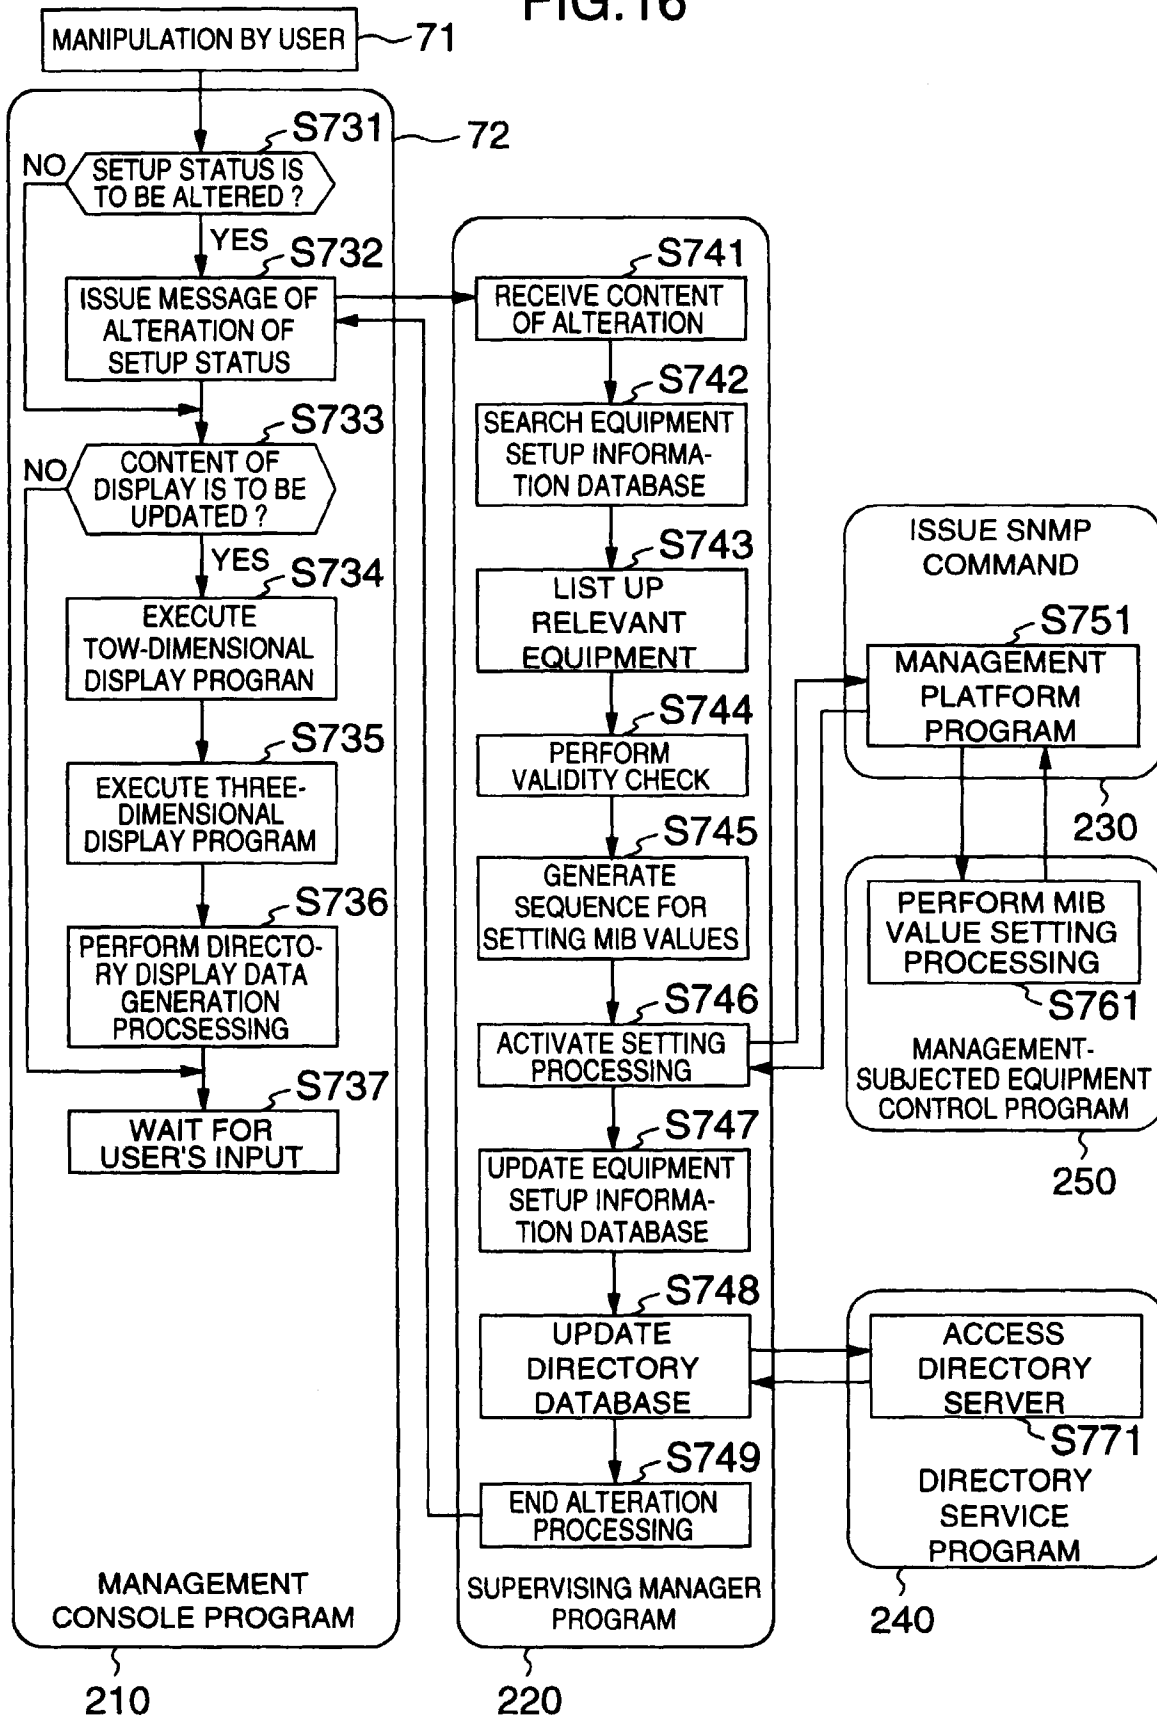 FIG.16
MANIPULATION BY USER
71
72
S731
NO
SETUP STATUS IS
TO BE ALTERED ?
YES
S732
ISSUE MESSAGE OF
ALTERATION OF
SETUP STATUS
S733
NO
CONTENT OF
DISPLAY IS TO BE
UPDATED ?
YES
S734
EXECUTE
TOW-DIMENSIONAL
DISPLAY PROGRAN
S735
EXECUTE THREE-
DIMENSIONAL
DISPLAY PROGRAM
S736
PERFORM DIRECTO-
RY DISPLAY DATA
GENERATION
PROCSESSING
S737
WAIT FOR
USER'S INPUT
MANAGEMENT
CONSOLE PROGRAM
210
S741
RECEIVE CONTENT
OF ALTERATION
S742
SEARCH EQUIPMENT
SETUP INFORMA-
TION DATABASE
S743
LIST UP
RELEVANT
EQUIPMENT
S744
PERFORM
VALIDITY CHECK
S745
GENERATE
SEQUENCE FOR
SETTING MIB VALUES
S746
ACTIVATE SETTING
PROCESSING
S747
UPDATE EQUIPMENT
SETUP INFORMA-
TION DATABASE
S748
UPDATE
DIRECTORY
DATABASE
S749
END ALTERATION
PROCESSING
SUPERVISING MANAGER
PROGRAM
220
ISSUE SNMP
COMMAND
S751
MANAGEMENT
PLATFORM
PROGRAM
230
PERFORM MIB
VALUE SETTING
PROCESSING
S761
MANAGEMENT-
SUBJECTED EQUIPMENT
CONTROL PROGRAM
250
ACCESS
DIRECTORY
SERVER
S771
DIRECTORY
SERVICE
PROGRAM
240